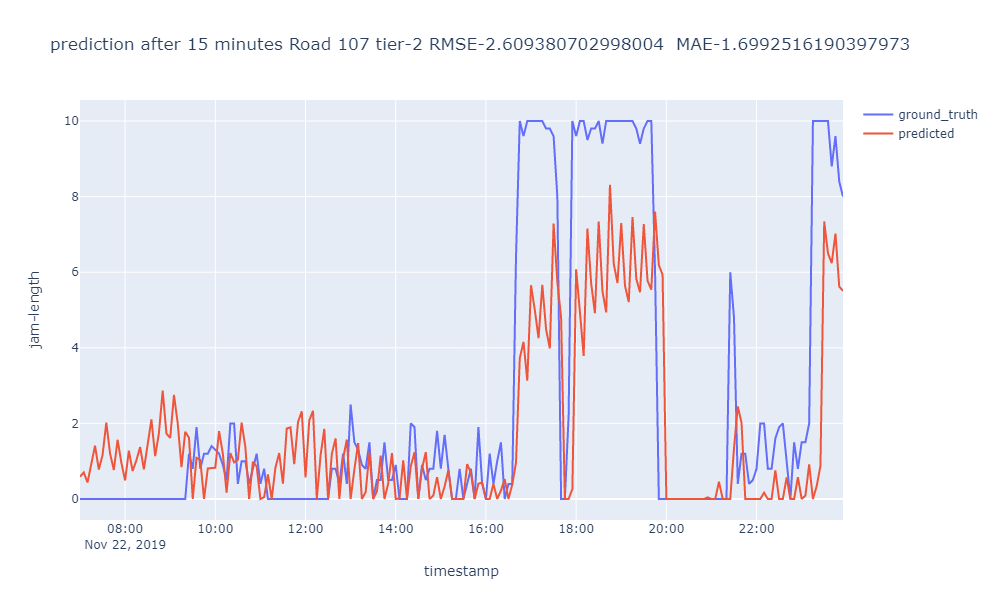 prediction after 15 minutes Road 107 tier-2 RMSE-2.609380702998004  MAE-1.6992516190397973
ground_truth
predicted
jam-length
10
8
6
4
2
0
08:00 10:00 12:00 14:00 16:00 18:00 20:00 22:00
Nov 22, 2019
timestamp